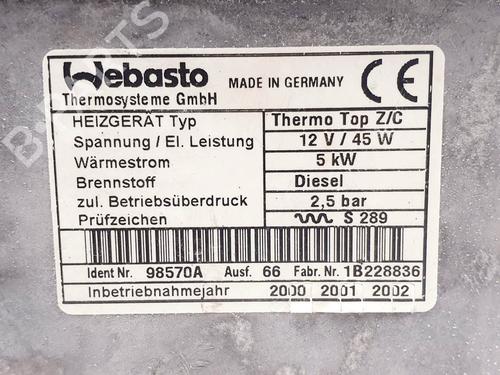 Webasto MADE IN GERMANY CE
Thermosysteme GmbH
HEIZGERÄT Typ Thermo Top Z/C
Spannung / El. Leistung 12 V / 45 W
Wärmestrom 5 kW
Brennstoff Diesel
zul. Betriebsüberdruck 2,5 bar
Prüfzeichen S 289
Ident Nr. 98570A Ausf. 66 Fabr. Nr. 1B228836
Inbetriebnahmejahr 2000 2001 2002